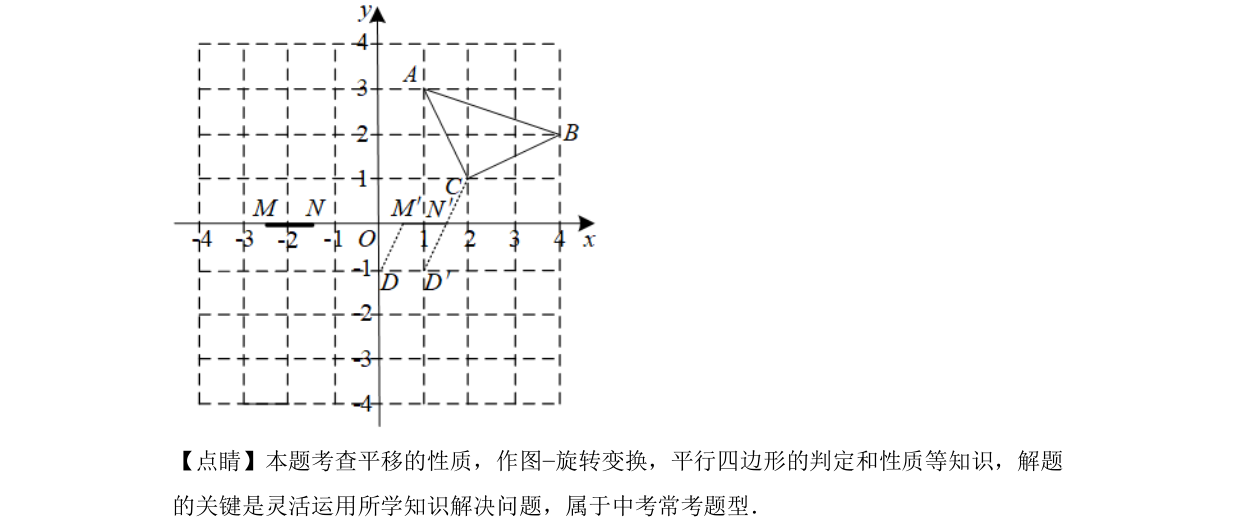 y
4
A
3
2
B
1
C
M N M' N'
-4 -3 -2 -1 O 1 2 3 4 x
-1
D D'
-2
-3
-4
【点睛】本题考查平移的性质，作图–旋转变换，平行四边形的判定和性质等知识，解题
的关键是灵活运用所学知识解决问题，属于中考常考题型．